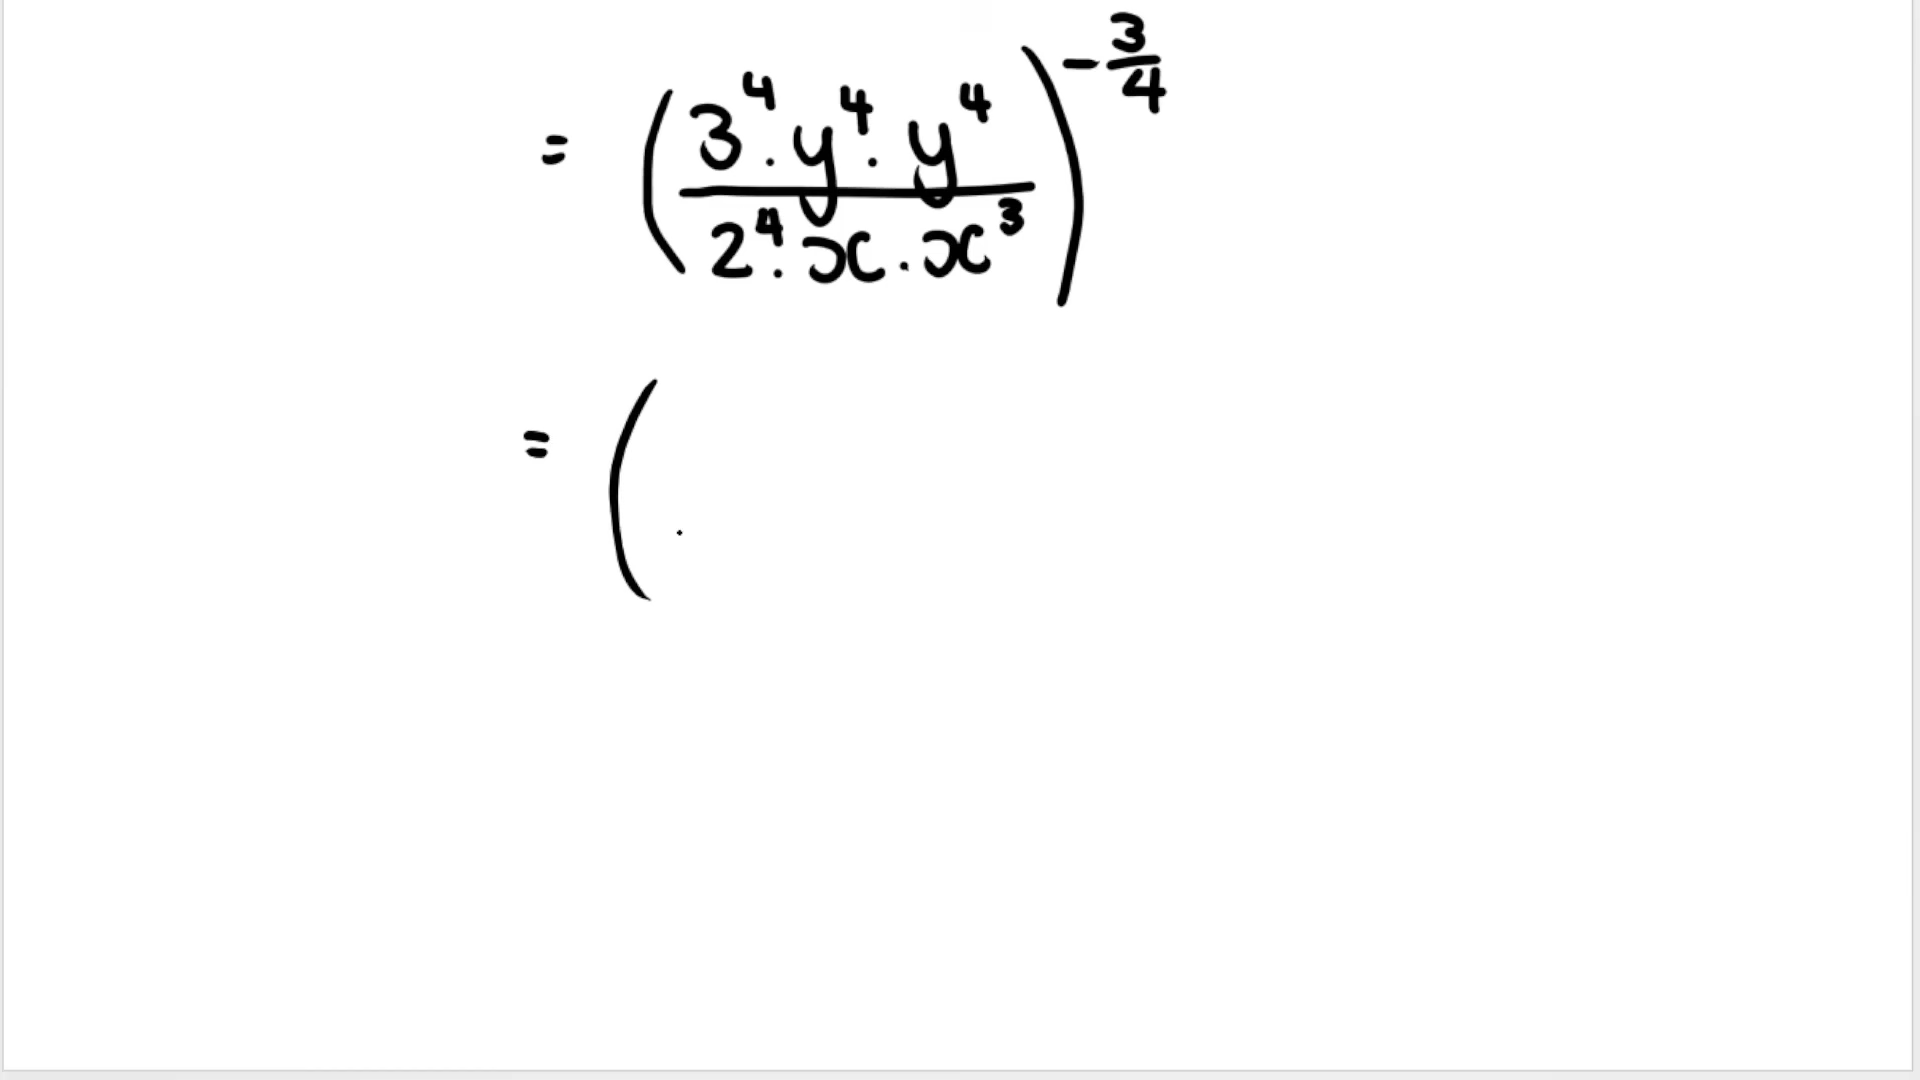 = (3⁴ . y⁴ . y⁴ / 2⁴ . x . x³)^(-3/4)
= (